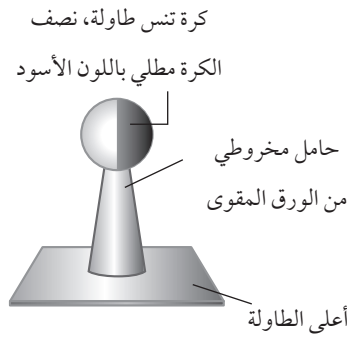 كرة تنس طاولة، نصف
الكرة مطلي باللون الأسود
حامل مخروطي
من الورق المقوى
أعلى الطاولة